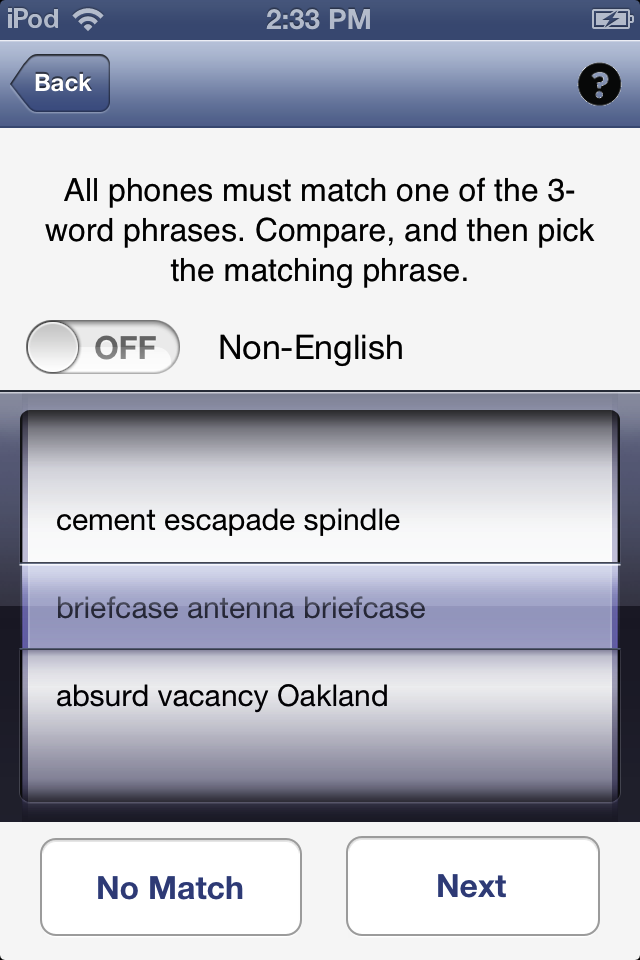 iPod 2:33 PM
Back ?
All phones must match one of the 3-
word phrases. Compare, and then pick
the matching phrase.
OFF Non-English
cement escapade spindle
briefcase antenna briefcase
absurd vacancy Oakland
No Match Next